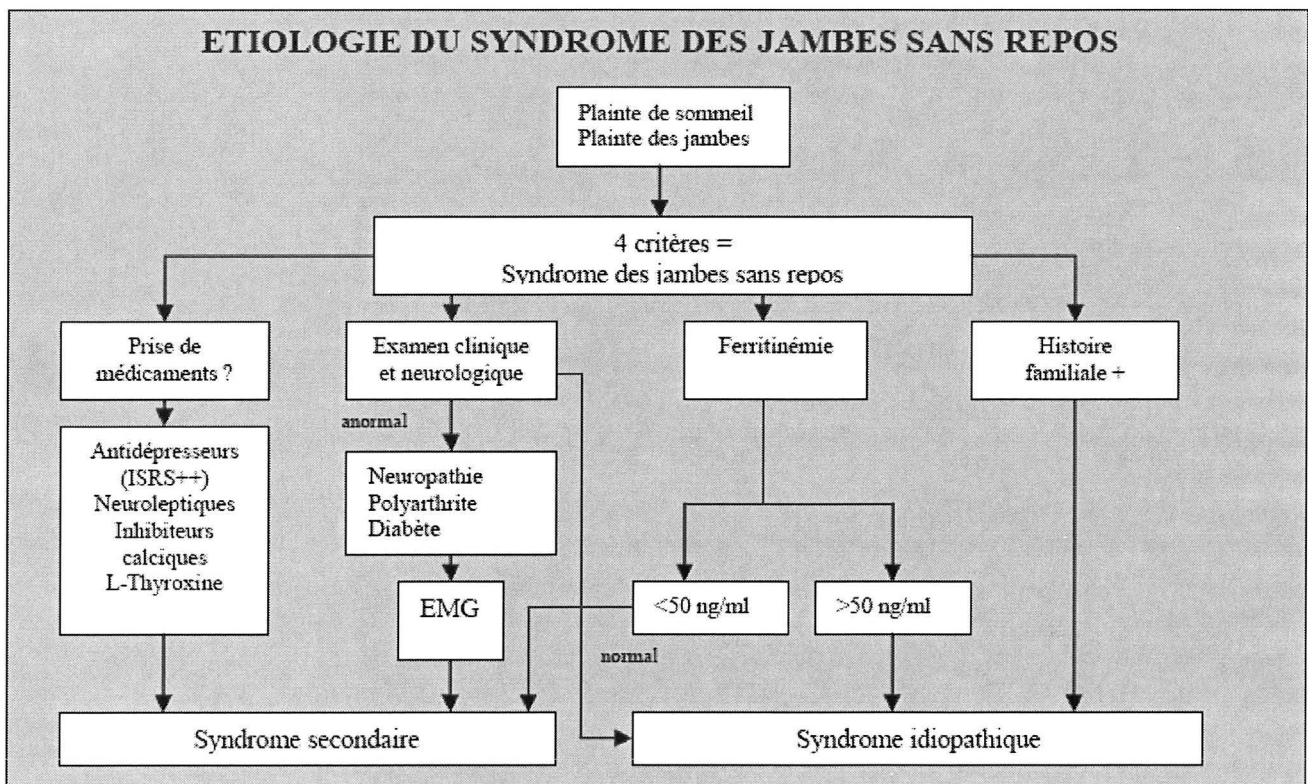 ETIOLOGIE DU SYNDROME DES JAMBES SANS REPOS
Plainte de sommeil
Plainte des jambes
4 critères =
Syndrome des jambes sans repos
Prise de
médicaments ?
Examen clinique
et neurologique
Ferritinémie
Histoire
familiale +
anormal
Antidépresseurs
(ISRS++)
Neuroleptiques
Inhibiteurs
calciques
L-Thyroxine
Neuropathie
Polyarthrite
Diabète
EMG
<50 ng/ml
>50 ng/ml
normal
Syndrome secondaire
Syndrome idiopathique